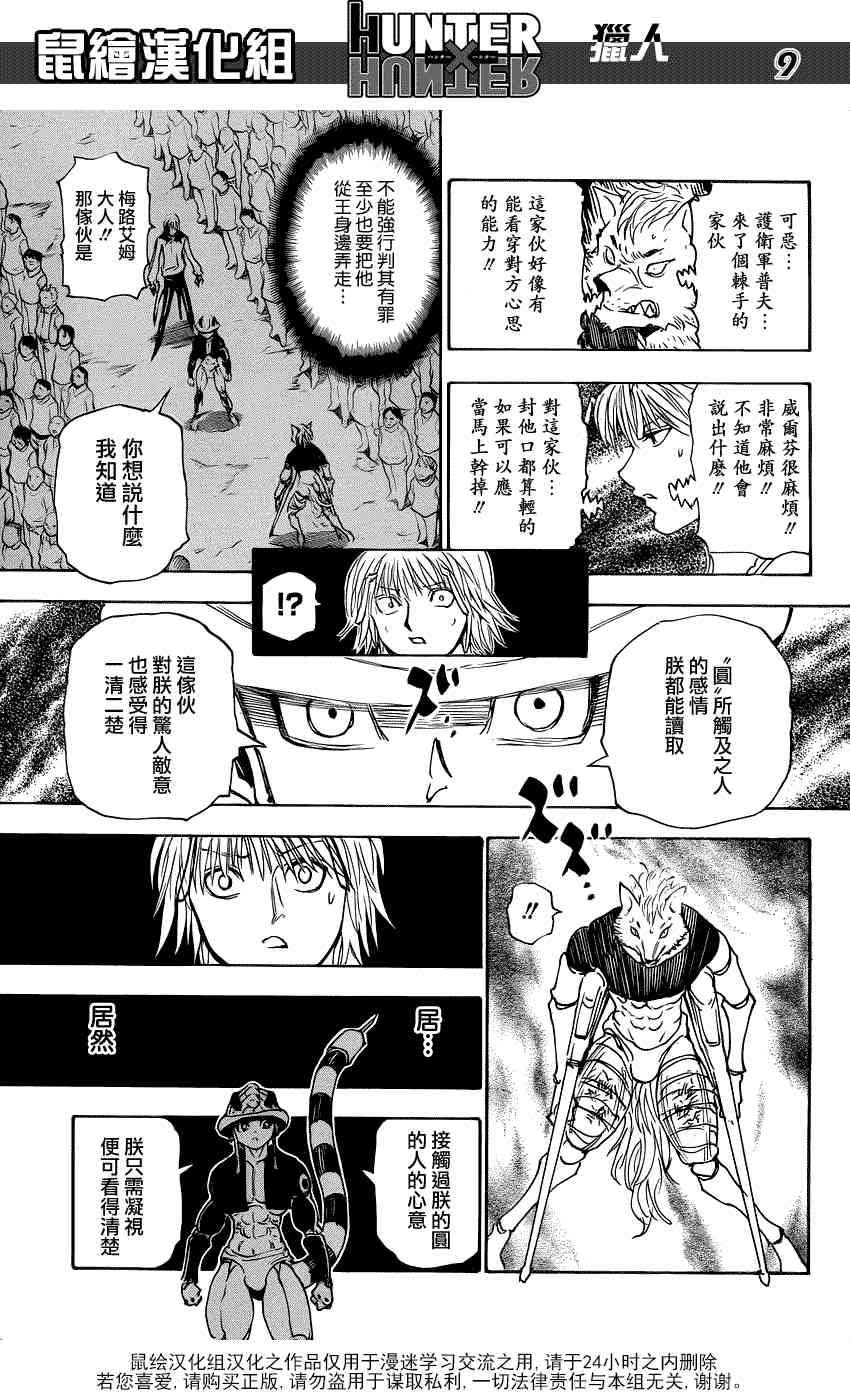 鼠繪漢化組
HUNTER
×
HUNTER
獵人
9
可惡…
護衛軍普夫…
來了個棘手的
家伙
這家伙好像有
能看穿對方心思
的能力!!
不能強行判其有罪
至少也要把他
從王身邊弄走…
梅路艾姆
大人!!
那傢伙是
你想說什麼
我知道
威爾芬很麻煩!!
非常麻煩!!
不知道他會
説出什麼!!
對這家伙…
封他口都算輕的
如果可以應
當馬上幹掉!!
!?
“圓”所觸及之人
的感情
朕都能讀取
這傢伙
對朕的驚人敵意
也感受得
一清二楚
ズズ
ズズ
!!
居…
居然
接觸過朕的圓
的人的心意
朕只需凝視
便可看得清楚
鼠绘汉化组汉化之作品仅用于漫迷学习交流之用, 请于24小时之内删除
若您喜爱, 请购买正版, 请勿盗用于谋取私利, 一切法律责任与本组无关, 谢谢。